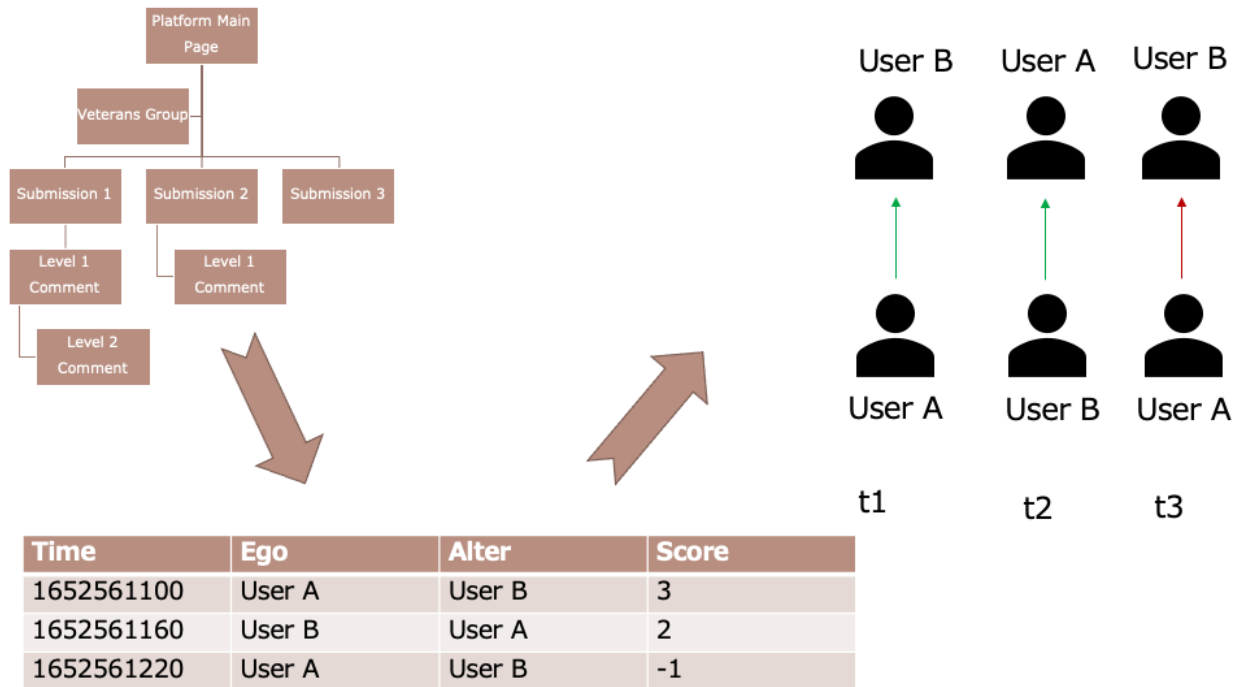 Platform Main
Page
Veterans Group
Submission 1
Submission 2
Submission 3
Level 1
Comment
Level 1
Comment
Level 2
Comment
User B
User A
User B
User A
User B
User A
t1
t2
t3
Time Ego Alter Score
1652561100 User A User B 3
1652561160 User B User A 2
1652561220 User A User B -1